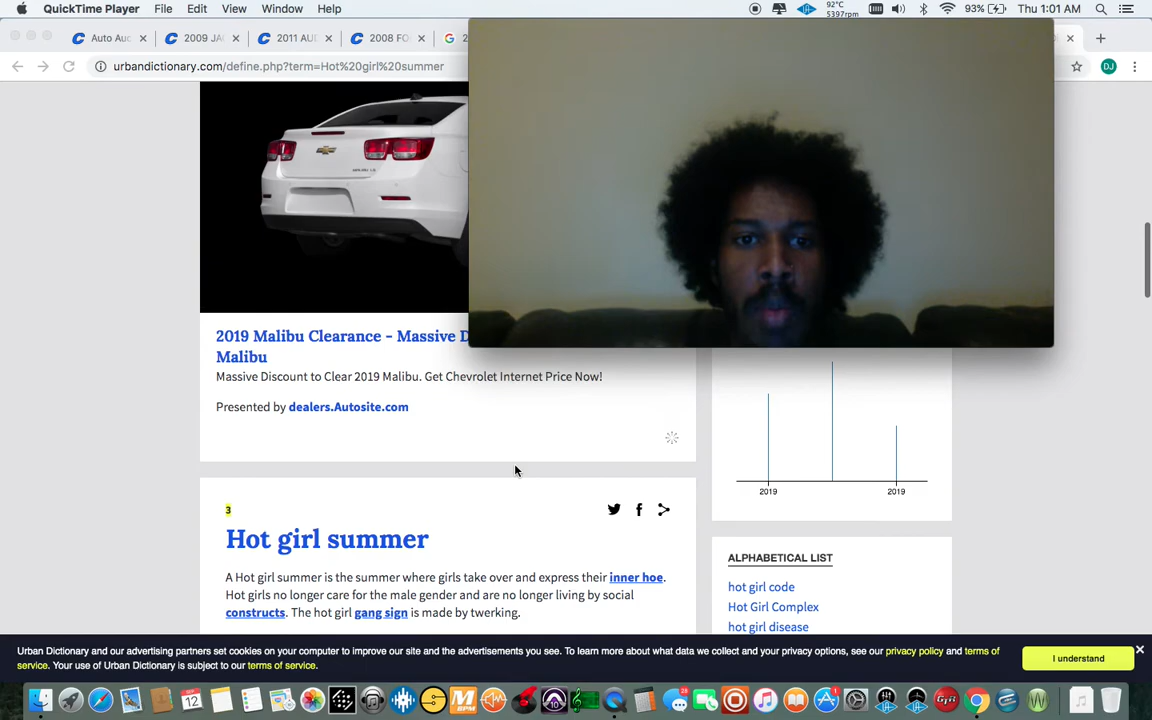 QuickTime Player File Edit View Window Help
92°C
5397rpm
93%
Thu 1:01 AM
Auto Auc
2009 JA
2011 AUD
2008 FO
urbandictionary.com/define.php?term=Hot%20girl%20summer
DJ
2019 Malibu Clearance - Massive D
Malibu
Massive Discount to Clear 2019 Malibu. Get Chevrolet Internet Price Now!
Presented by dealers.Autosite.com
2019 2019
3
Hot girl summer
A Hot girl summer is the summer where girls take over and express their inner hoe.
Hot girls no longer care for the male gender and are no longer living by social
constructs. The hot girl gang sign is made by twerking.
ALPHABETICAL LIST
hot girl code
Hot Girl Complex
hot girl disease
Urban Dictionary and our advertising partners set cookies on your computer to improve our site and the advertisements you see. To learn more about what data we collect and your privacy options, see our privacy policy and terms of
service. Your use of Urban Dictionary is subject to our terms of service.
I understand